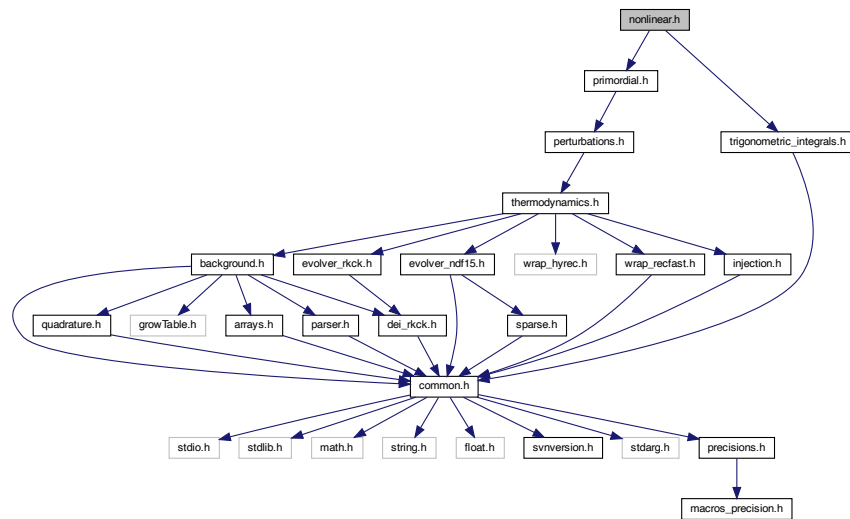 nonlinear.h
primordial.h
perturbations.h
trigonometric_integrals.h
thermodynamics.h
background.h
evolver_rkck.h
evolver_ndf15.h
wrap_hyrec.h
wrap_recfast.h
injection.h
quadrature.h
growTable.h
arrays.h
parser.h
dei_rkck.h
sparse.h
common.h
stdio.h
stdlib.h
math.h
string.h
float.h
svnversion.h
stdarg.h
precisions.h
macros_precision.h